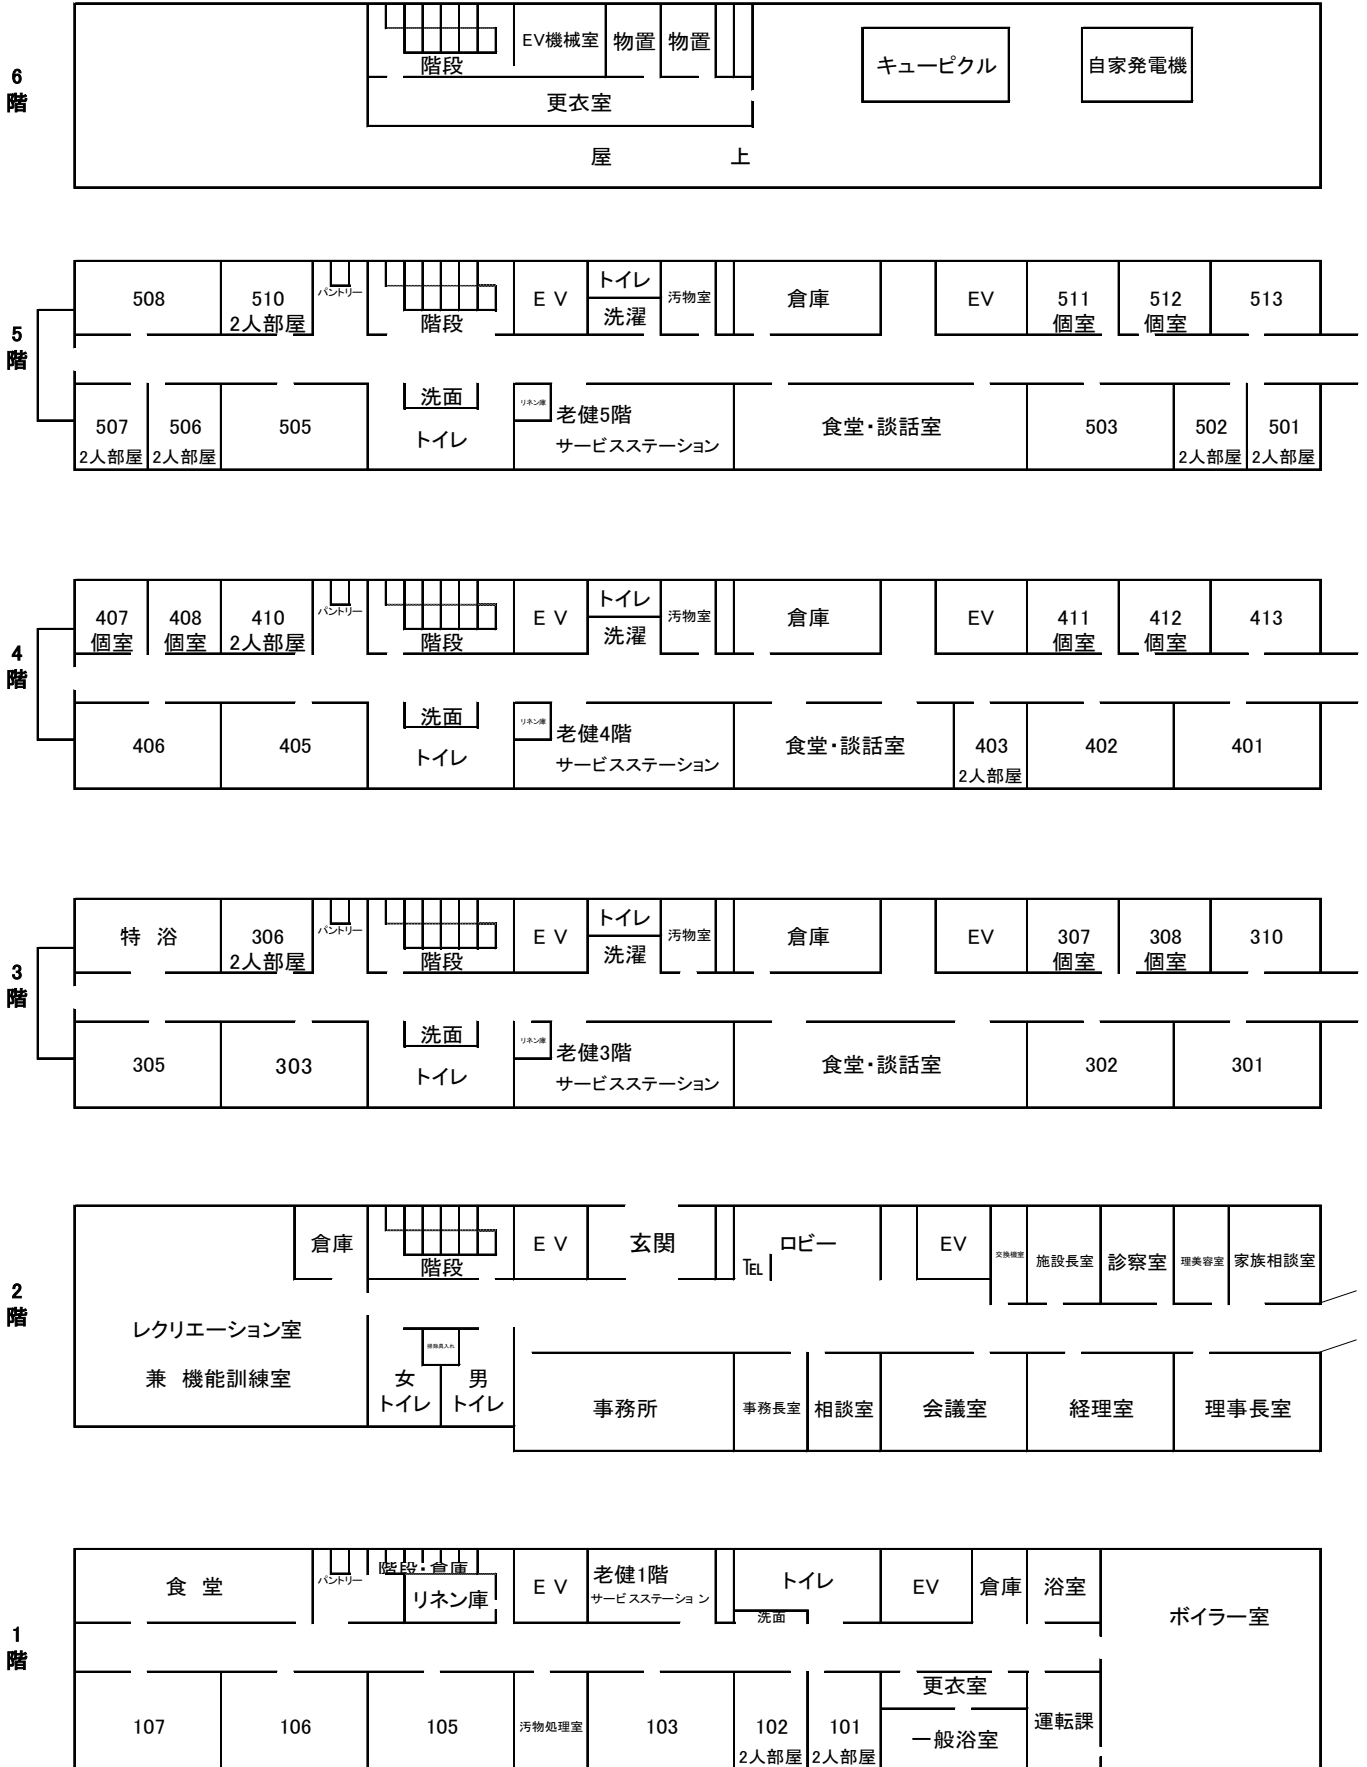 6
階
EV機械室
物置
物置
階段
更衣室
キューピクル
自家発電機
屋　上
5
階
508
510
2人部屋
パントリー
階段
ＥＶ
トイレ
洗濯
汚物室
倉庫
EV
511
個室
512
個室
513
507
2人部屋
506
2人部屋
505
洗面
トイレ
リネン庫
老健5階
サービスステーション
食堂・談話室
503
502
2人部屋
501
2人部屋
4
階
407
個室
408
個室
410
2人部屋
パントリー
階段
ＥＶ
トイレ
洗濯
汚物室
倉庫
EV
411
個室
412
個室
413
406
405
洗面
トイレ
リネン庫
老健4階
サービスステーション
食堂・談話室
403
2人部屋
402
401
3
階
特 浴
306
2人部屋
パントリー
階段
ＥＶ
トイレ
洗濯
汚物室
倉庫
EV
307
個室
308
個室
310
305
303
洗面
トイレ
リネン庫
老健3階
サービスステーション
食堂・談話室
302
301
2
階
倉庫
階段
ＥＶ
玄関
℡
ロビー
EV
交換機室
施設長室
診察室
理美容室
家族相談室
レクリエーション室
兼 機能訓練室
掃除具入れ
女
トイレ
男
トイレ
事務所
事務長室
相談室
会議室
経理室
理事長室
1
階
食 堂
パントリー
階段・倉庫
リネン庫
ＥＶ
老健1階
サービスステーション
トイレ
洗面
EV
倉庫
浴室
ボイラー室
107
106
105
汚物処理室
103
102
2人部屋
101
2人部屋
更衣室
一般浴室
運転課